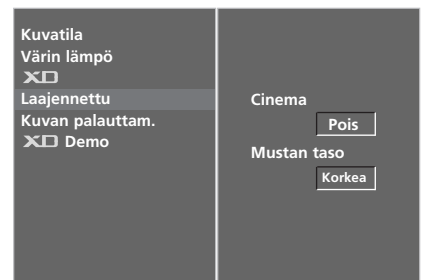 Kuvatila
Värin lämpö
XD
Laajennettu
Kuvan palauttam.
XD Demo
Cinema
Pois
Mustan taso
Korkea